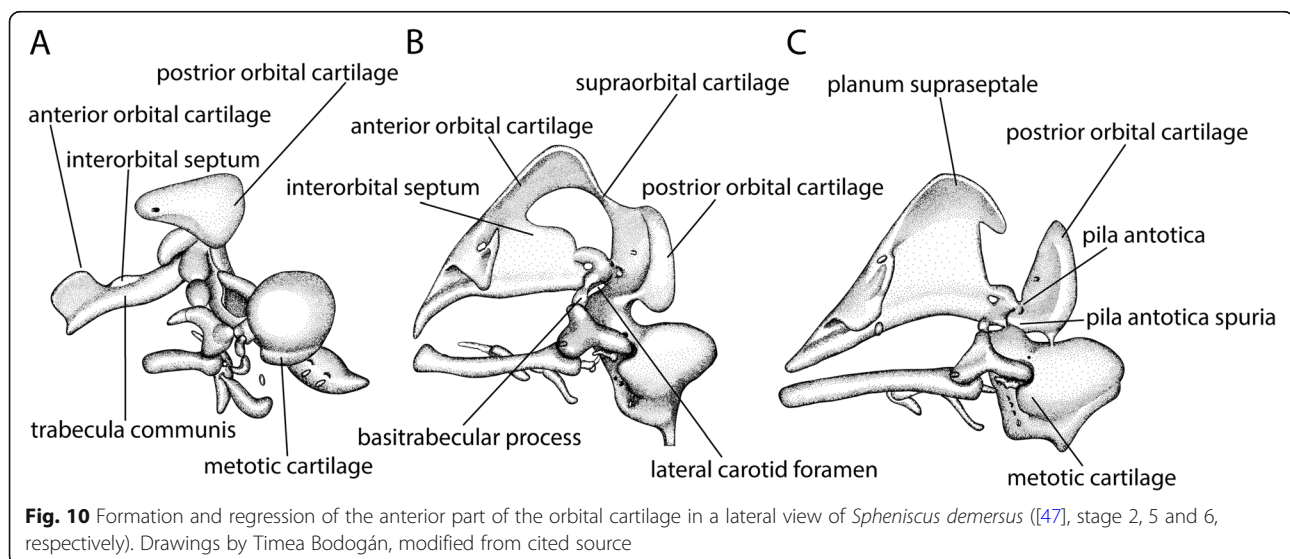 A
B
C
postrior orbital cartilage
anterior orbital cartilage
interorbital septum
trabecula communis
metotic cartilage
supraorbital cartilage
anterior orbital cartilage
interorbital septum
postrior orbital cartilage
basitrabecular process
lateral carotid foramen
planum supraseptale
postrior orbital cartilage
pila antotica
pila antotica spuria
metotic cartilage
Fig. 10 Formation and regression of the anterior part of the orbital cartilage in a lateral view of Spheniscus demersus ([47], stage 2, 5 and 6,
respectively). Drawings by Timea Bodogán, modified from cited source